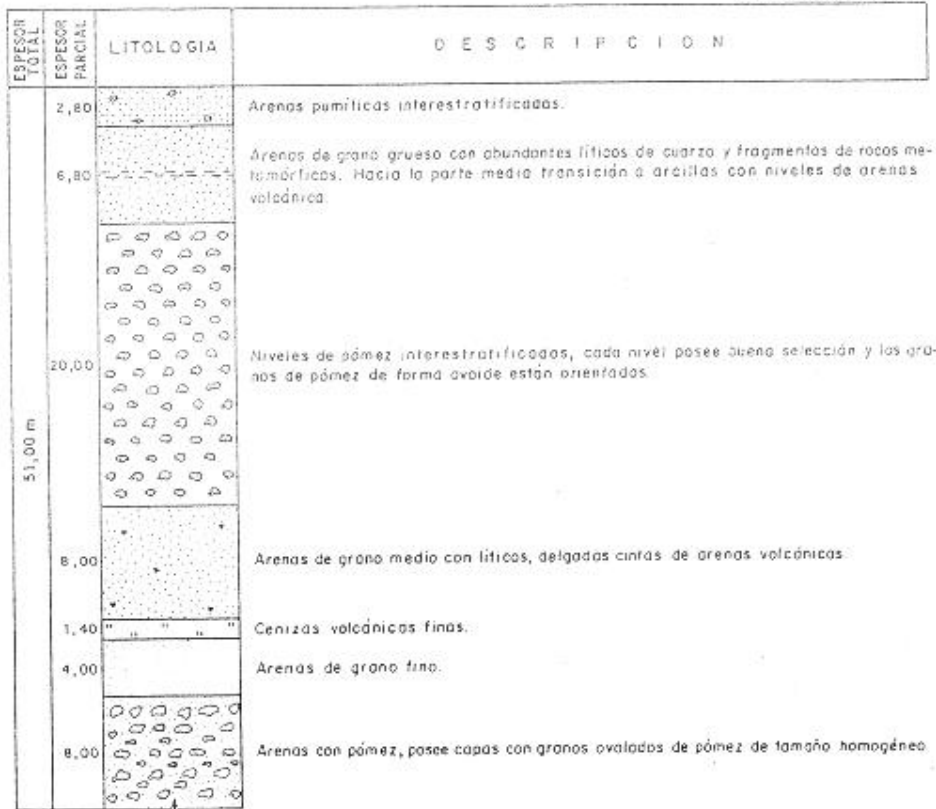 ESPESOR TOTAL
ESPESOR PARCIAL
LITOLOGIA
DESCRIPCION
51,00 m
2,80
Arenas pumíticas interestratificadas.
6,80
Arenas de grano grueso con abundantes líticos de cuarzo y fragmentos de rocas me-
tamórficas. Hacia la parte media transición a arcillas con niveles de arenas
volcánica.
20,00
Niveles de pómez interestratificadas, cada nivel posee buena selección y los gra-
nos de pómez de forma ovoide están orientados.
8,00
Arenas de grano medio con líticos, delgadas cintas de arenas volcánicas
1,40
Cenizas volcánicas finas.
4,00
Arenas de grano fino.
8,00
Arenas con pómez, posee capas con granos ovalados de pómez de tamaño homogéneo